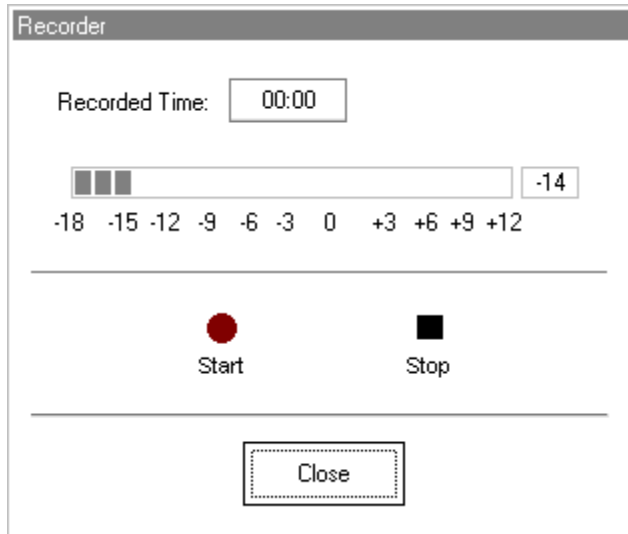 Recorder
Recorded Time: 00:00
-14
-18 -15 -12 -9 -6 -3 0 +3 +6 +9 +12
Start Stop
Close